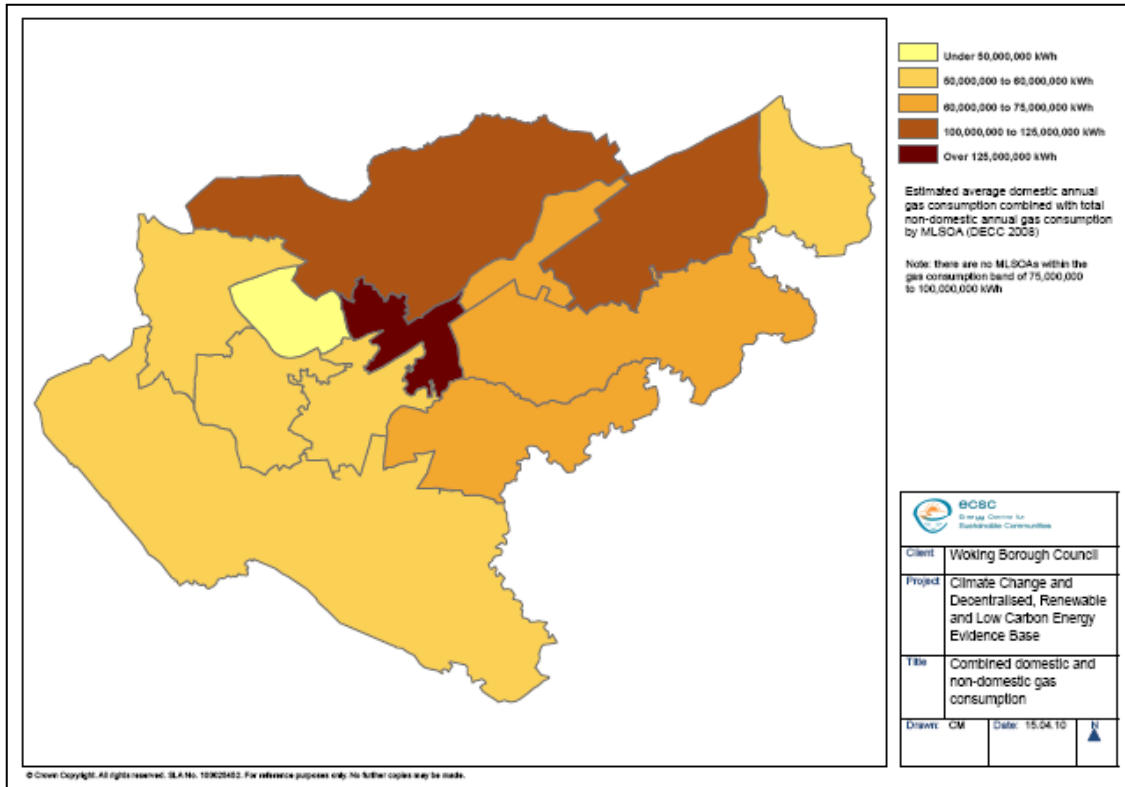 Under 50,000,000 kWh
50,000,000 to 60,000,000 kWh
60,000,000 to 75,000,000 kWh
100,000,000 to 125,000,000 kWh
Over 125,000,000 kWh
Estimated average domestic annual
gas consumption combined with total
non-domestic annual gas consumption
by MLSOA (DECC 2008)
Note: there are no MLSOAs within the
gas consumption band of 75,000,000
to 100,000,000 kWh
ecsc
Energy Centre for
Sustainable Communities
Client Woking Borough Council
Project Climate Change and
Decentralised, Renewable
and Low Carbon Energy
Evidence Base
Title Combined domestic and
non-domestic gas
consumption
Drawn: CM Date: 15.04.10 N
© Crown Copyright. All rights reserved. SLA No. 100025452. For reference purposes only. No further copies may be made.